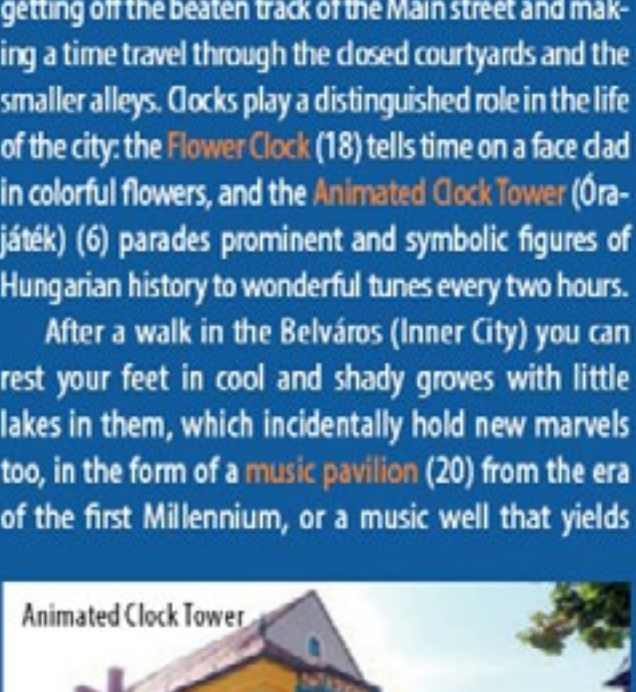 getting off the beaten track of the Main street and mak-
ing a time travel through the closed courtyards and the
smaller alleys. Clocks play a distinguished role in the life
of the city: the Flower Clock (18) tells time on a face clad
in colorful flowers, and the Animated Clock Tower (Óra-
játék) (6) parades prominent and symbolic figures of
Hungarian history to wonderful tunes every two hours.
After a walk in the Belváros (Inner City) you can
rest your feet in cool and shady groves with little
lakes in them, which incidentally hold new marvels
too, in the form of a music pavilion (20) from the era
of the first Millennium, or a music well that yields
Animated Clock Tower